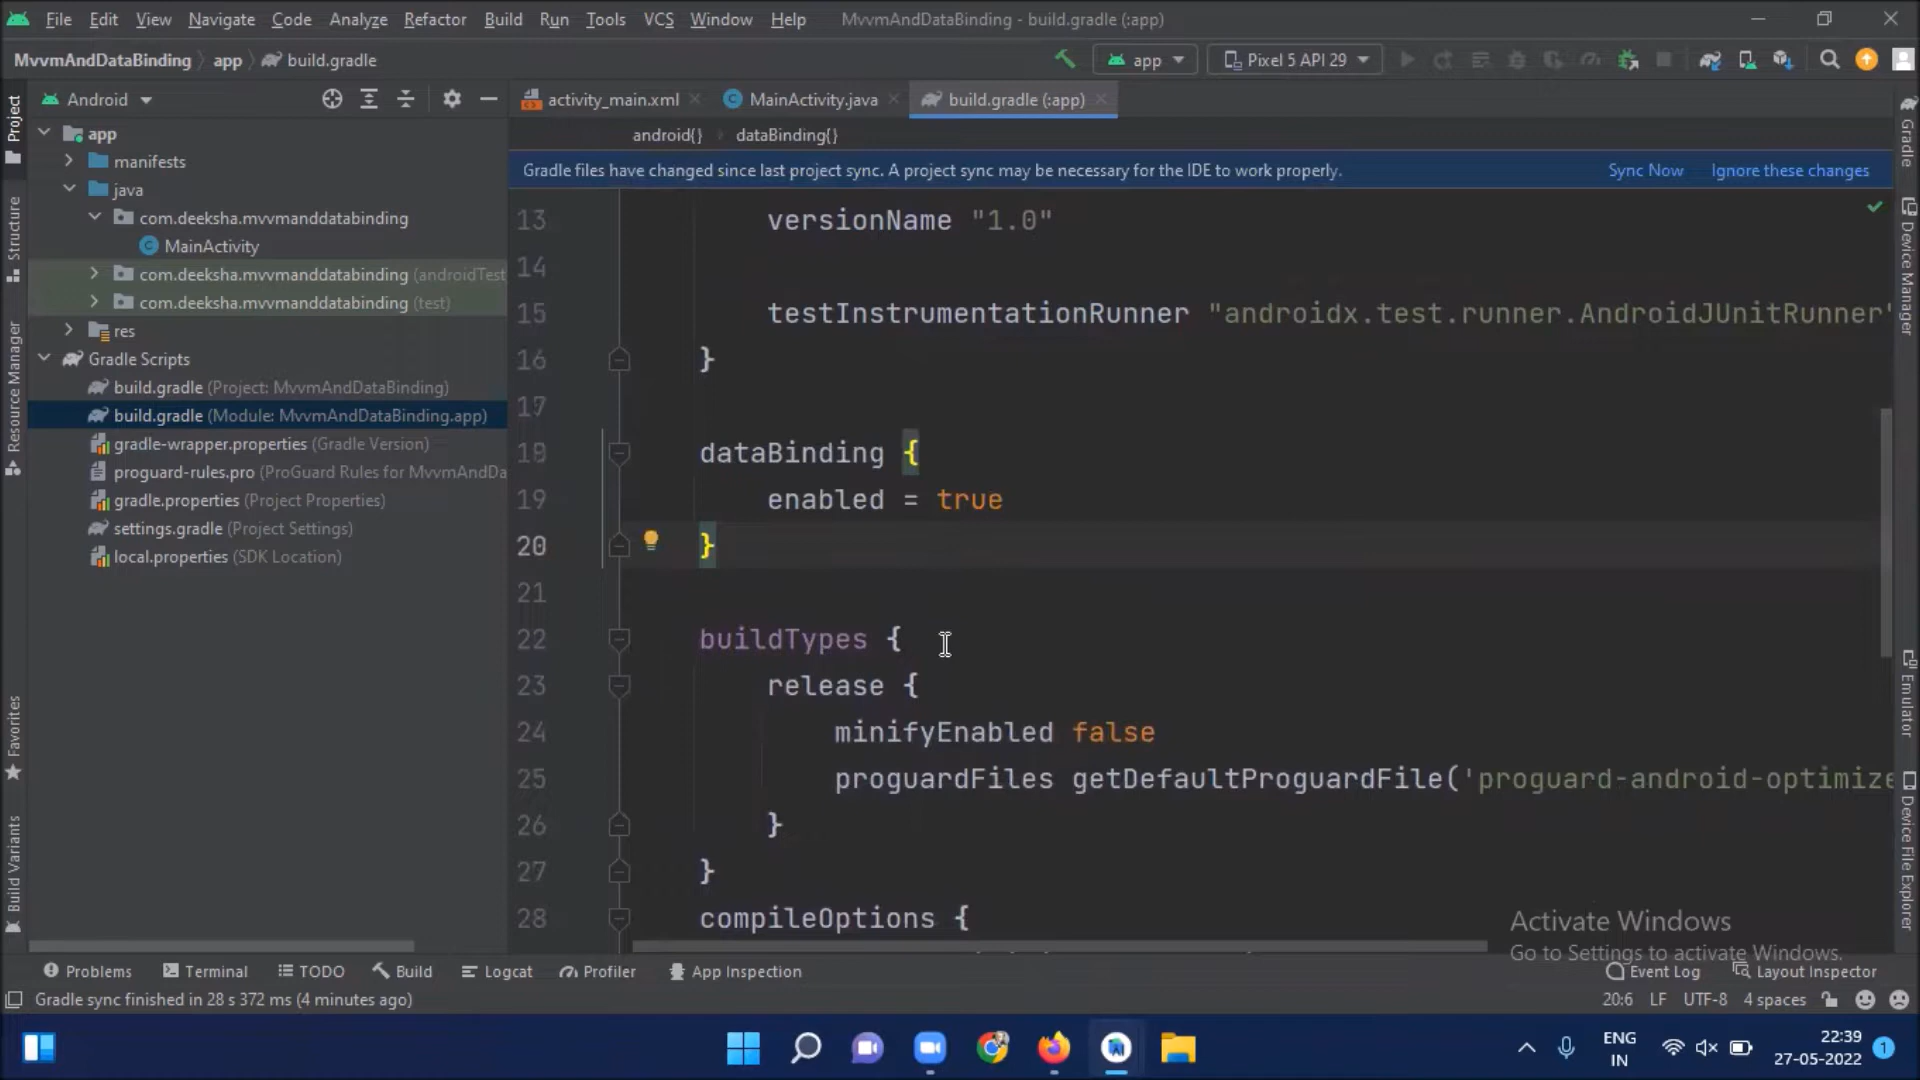 File Edit View Navigate Code Analyze Refactor Build Run Tools VCS Window Help MvvmAndDataBinding - build.gradle (:app)
MvvmAndDataBinding app build.gradle
app Pixel 5 API 29
Project
Structure
Resource Manager
Favorites
Build Variants
Android
app
manifests
java
com.deeksha.mvvmanddatabinding
MainActivity
com.deeksha.mvvmanddatabinding (androidTest
com.deeksha.mvvmanddatabinding (test)
res
Gradle Scripts
build.gradle (Project: MvvmAndDataBinding)
build.gradle (Module: MvvmAndDataBinding.app)
gradle-wrapper.properties (Gradle Version)
proguard-rules.pro (ProGuard Rules for MvvmAndDa
gradle.properties (Project Properties)
settings.gradle (Project Settings)
local.properties (SDK Location)
activity_main.xml MainActivity.java build.gradle (:app)
android{} dataBinding{}
Gradle files have changed since last project sync. A project sync may be necessary for the IDE to work properly. Sync Now Ignore these changes
13 versionName "1.0"
14
15 testInstrumentationRunner "androidx.test.runner.AndroidJUnitRunner"
16 }
17
18 dataBinding {
19 enabled = true
20 }
21
22 buildTypes {
23 release {
24 minifyEnabled false
25 proguardFiles getDefaultProguardFile('proguard-android-optimize
26 }
27 }
28 compileOptions {
Gradle
Device Manager
Emulator
Device File Explorer
Activate Windows
Go to Settings to activate Windows.
Problems Terminal TODO Build Logcat Profiler App Inspection Event Log Layout Inspector
Gradle sync finished in 28 s 372 ms (4 minutes ago) 20:6 LF UTF-8 4 spaces
ENG
IN
22:39
27-05-2022
1